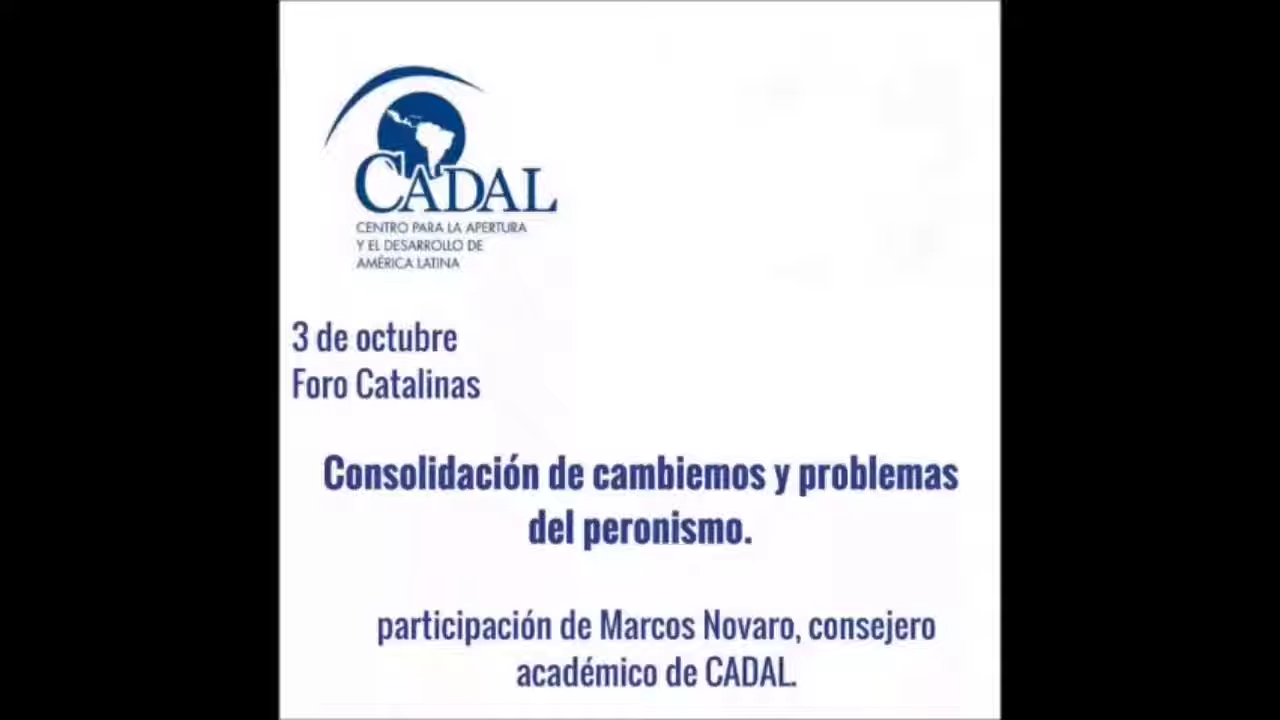 CADAL
CENTRO PARA LA APERTURA
Y EL DESARROLLO DE
AMÉRICA LATINA
3 de octubre
Foro Catalinas
Consolidación de cambiemos y problemas
del peronismo.
participación de Marcos Novaro, consejero
académico de CADAL.